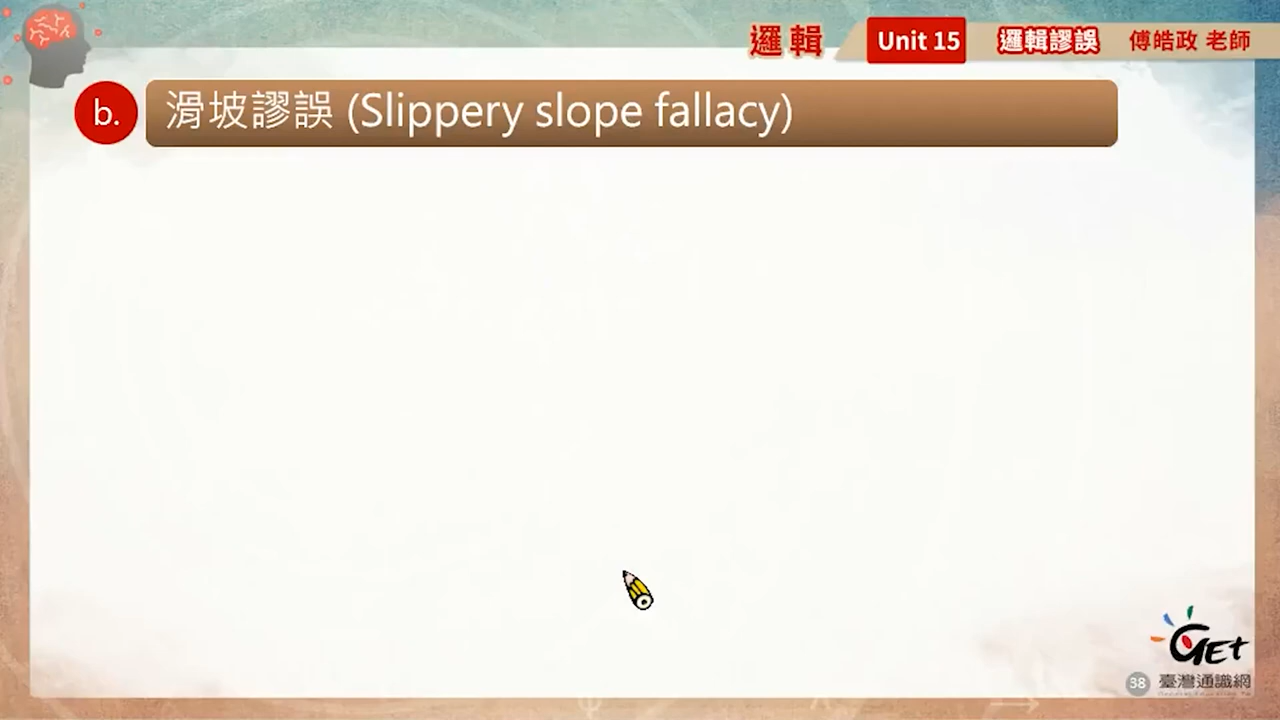 邏輯 Unit 15 邏輯謬誤 傅皓政 老師
b. 滑坡謬誤 (Slippery slope fallacy)
GET
38 臺灣通識網